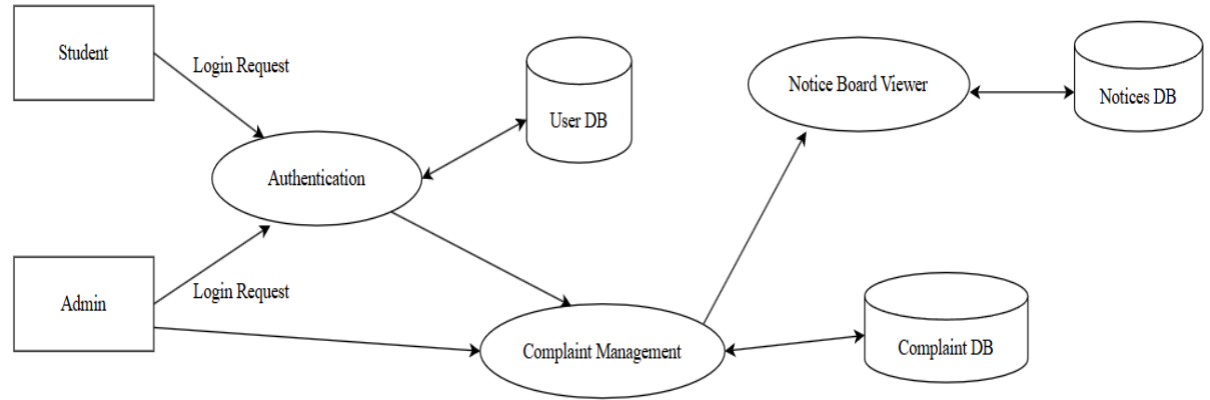 Student
Login Request
User DB
Notice Board Viewer
Notices DB
Authentication
Admin
Login Request
Complaint Management
Complaint DB